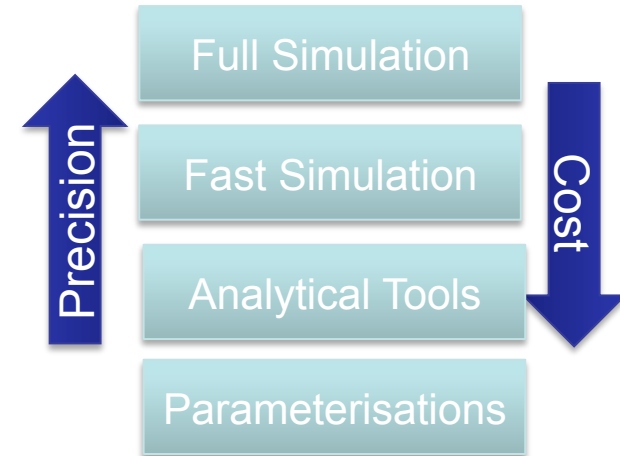 Full Simulation
Precision
Fast Simulation
Cost
Analytical Tools
Parameterisations